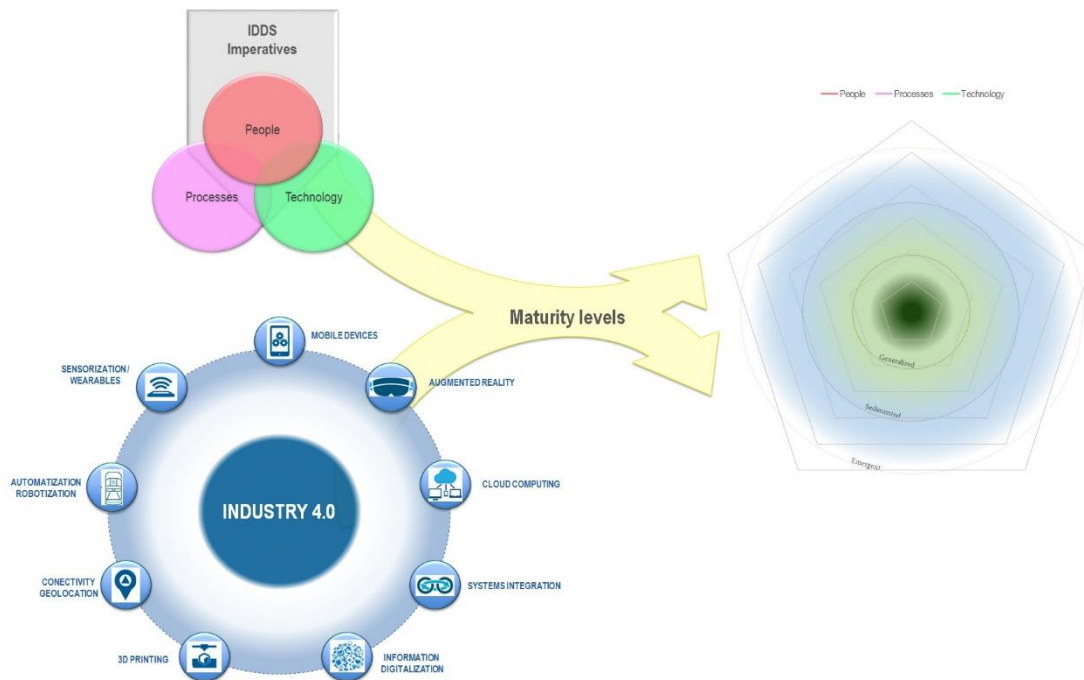 IDDS
Imperatives
People
Processes
Technology
Maturity levels
People
Processes
Technology
Generalized
Sedimented
Emergent
MOBILE DEVICES
SENSORIZATION /
WEARABLES
AUGMENTED REALITY
AUTOMATIZATION
ROBOTIZATION
CLOUD COMPUTING
INDUSTRY 4.0
CONECTIVITY
GEOLOCATION
SYSTEMS INTEGRATION
3D PRINTING
INFORMATION
DIGITALIZATION